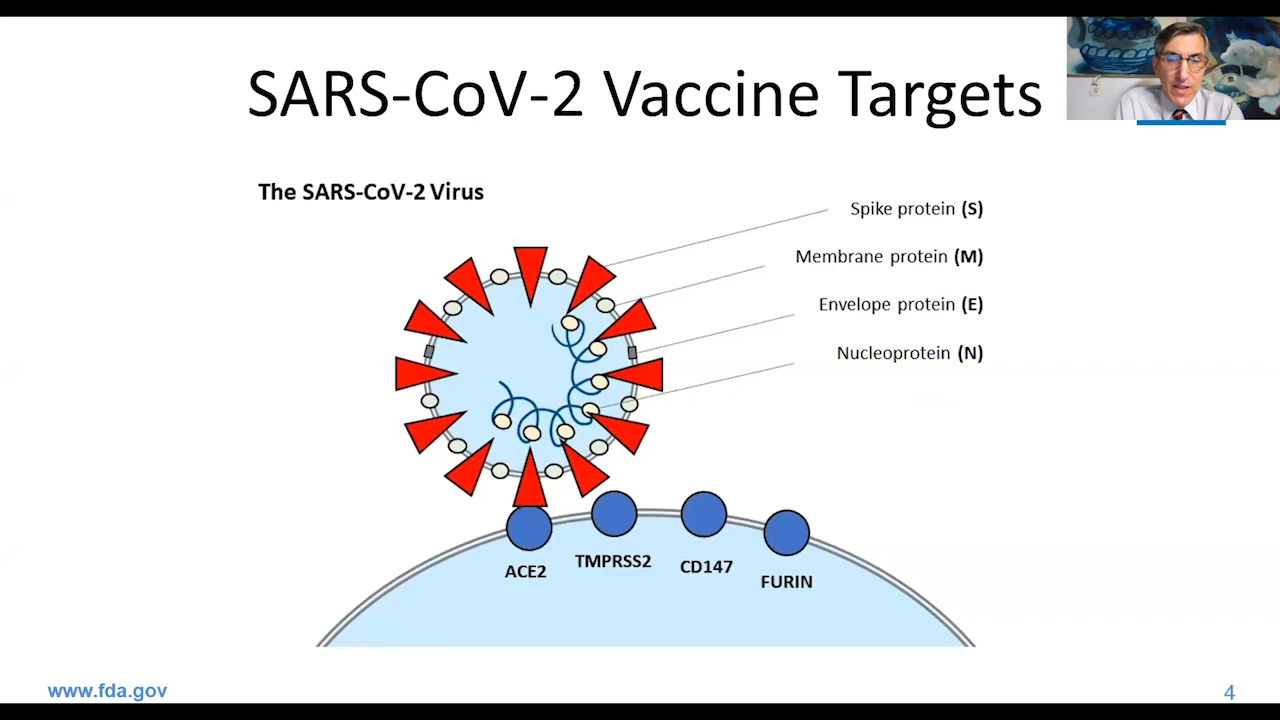 SARS-CoV-2 Vaccine Targets
The SARS-CoV-2 Virus
Spike protein (S)
Membrane protein (M)
Envelope protein (E)
Nucleoprotein (N)
ACE2
TMPRSS2
CD147
FURIN
www.fda.gov
4